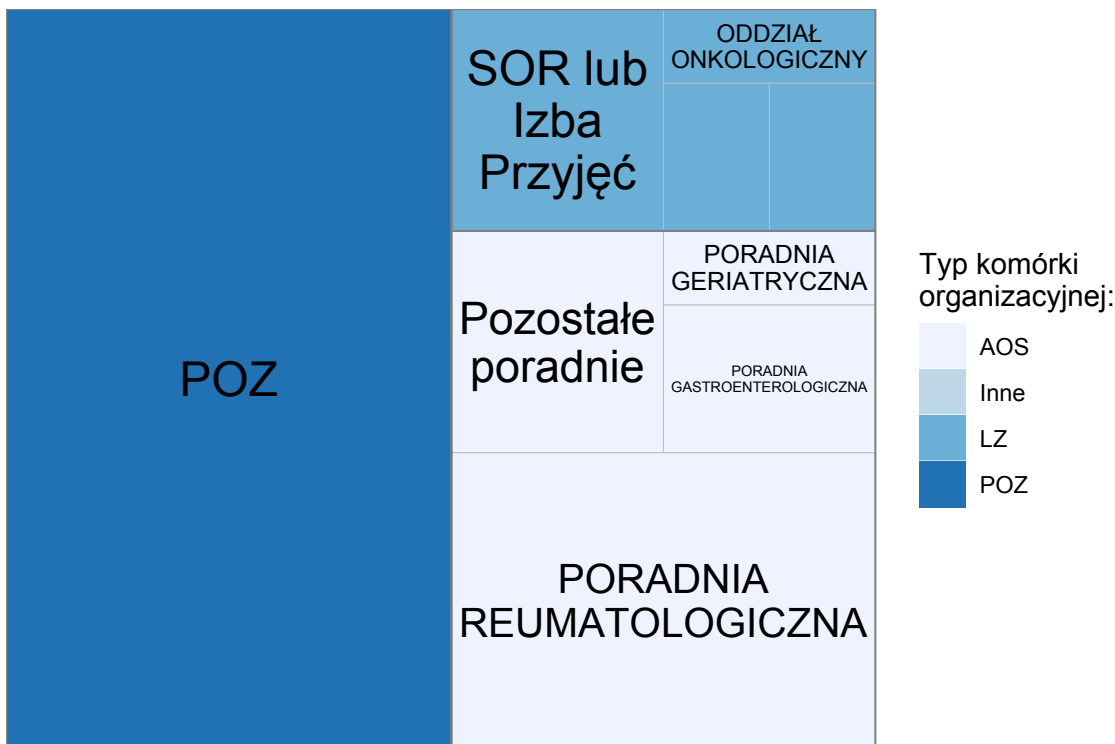 POZ
SOR lub
Izba
Przyjęć
ODDZIAŁ
ONKOLOGICZNY
Pozostałe
poradnie
PORADNIA
GERIATRYCZNA
PORADNIA
GASTROENTEROLOGICZNA
PORADNIA
REUMATOLOGICZNA
Typ komórki
organizacyjnej:
AOS
Inne
LZ
POZ